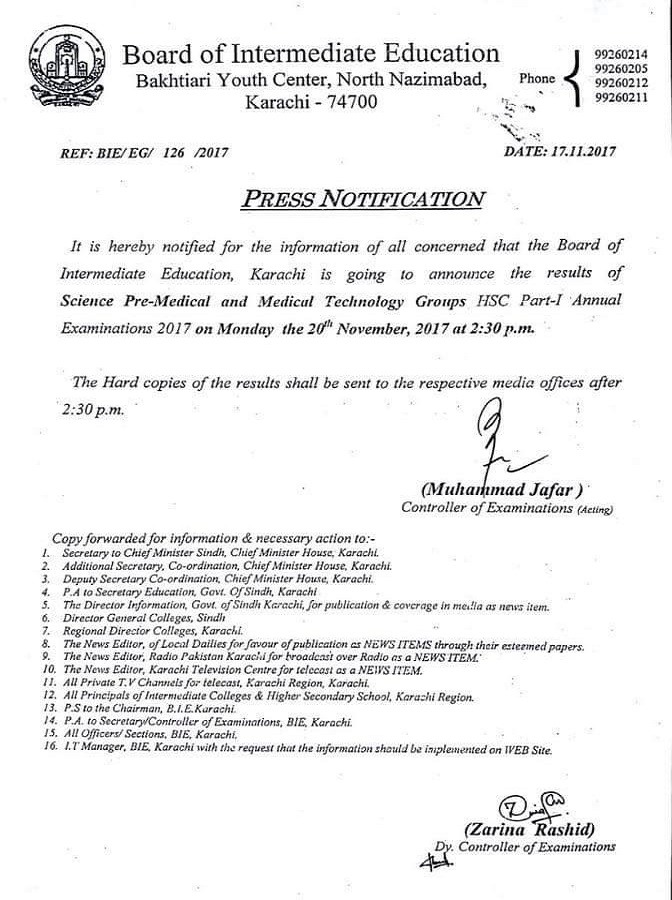 Board of Intermediate Education
Bakhtiari Youth Center, North Nazimabad,
Karachi - 74700
Phone
99260214
99260205
99260212
99260211
REF: BIE/EG/ 126 /2017
DATE: 17.11.2017
PRESS NOTIFICATION
It is hereby notified for the information of all concerned that the Board of
Intermediate Education, Karachi is going to announce the results of
Science Pre-Medical and Medical Technology Groups HSC Part-I Annual
Examinations 2017 on Monday the 20th November, 2017 at 2:30 p.m.
The Hard copies of the results shall be sent to the respective media offices after
2:30 p.m.
(Muhammad Jafar )
Controller of Examinations (Acting)
Copy forwarded for information & necessary action to:-
1. Secretary to Chief Minister Sindh, Chief Minister House, Karachi.
2. Additional Secretary, Co-ordination, Chief Minister House, Karachi.
3. Deputy Secretary Co-ordination, Chief Minister House, Karachi.
4. P.A to Secretary Education, Govt. Of Sindh, Karachi
5. The Director Information, Govt. of Sindh Karachi, for publication & coverage in media as news item.
6. Director General Colleges, Sindh
7. Regional Director Colleges, Karachi.
8. The News Editor, of Local Dailies for favour of publication as NEWS ITEMS through their esteemed papers.
9. The News Editor, Radio Pakistan Karachi for broadcast over Radio as a NEWS ITEM.
10. The News Editor, Karachi Television Centre for telecast as a NEWS ITEM.
11. All Private T.V Channels for telecast, Karachi Region, Karachi.
12. All Principals of Intermediate Colleges & Higher Secondary School, Karachi Region.
13. P.S to the Chairman, B.I.E.Karachi.
14. P.A. to Secretary/Controller of Examinations, BIE, Karachi.
15. All Officers/ Sections, BIE, Karachi.
16. I.T Manager, BIE, Karachi with the request that the information should be implemented on WEB Site.
(Zarina Rashid)
Dy. Controller of Examinations